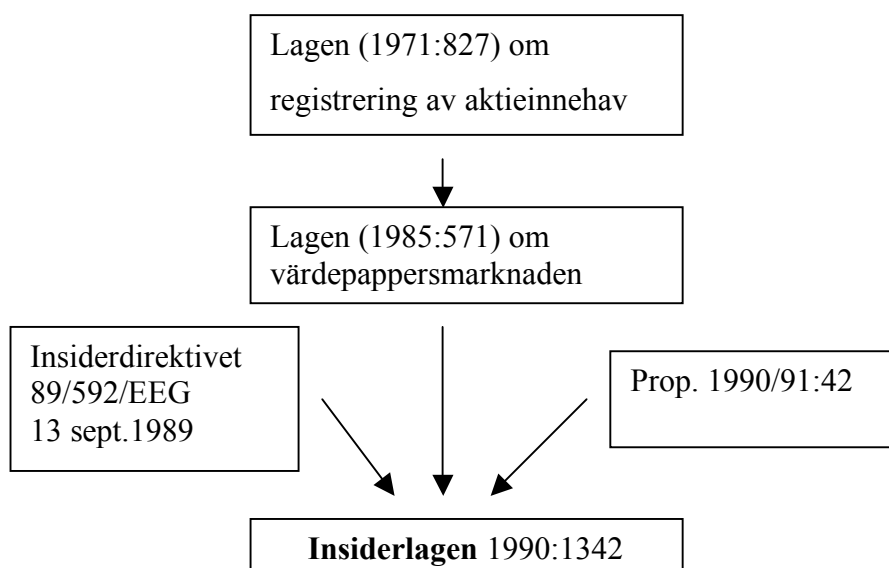 Lagen (1971:827) om
registrering av aktieinnehav
Lagen (1985:571) om
värdepappersmarknaden
Insiderdirektivet
89/592/EEG
13 sept.1989
Prop. 1990/91:42
Insiderlagen 1990:1342